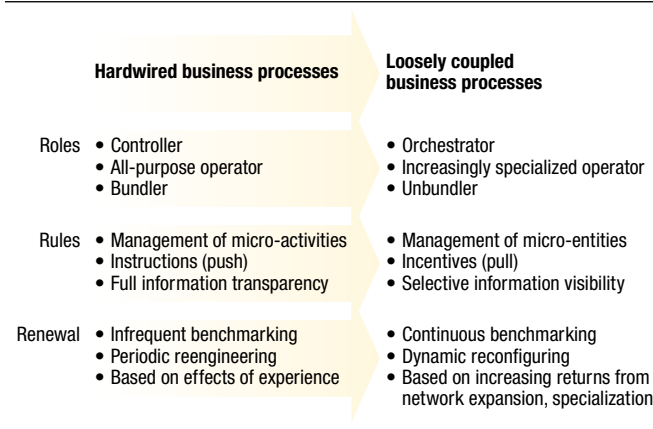 Hardwired business processes
Loosely coupled
business processes
Roles
• Controller
• All-purpose operator
• Bundler
• Orchestrator
• Increasingly specialized operator
• Unbundler
Rules
• Management of micro-activities
• Instructions (push)
• Full information transparency
• Management of micro-entities
• Incentives (pull)
• Selective information visibility
Renewal
• Infrequent benchmarking
• Periodic reengineering
• Based on effects of experience
• Continuous benchmarking
• Dynamic reconfiguring
• Based on increasing returns from
network expansion, specialization